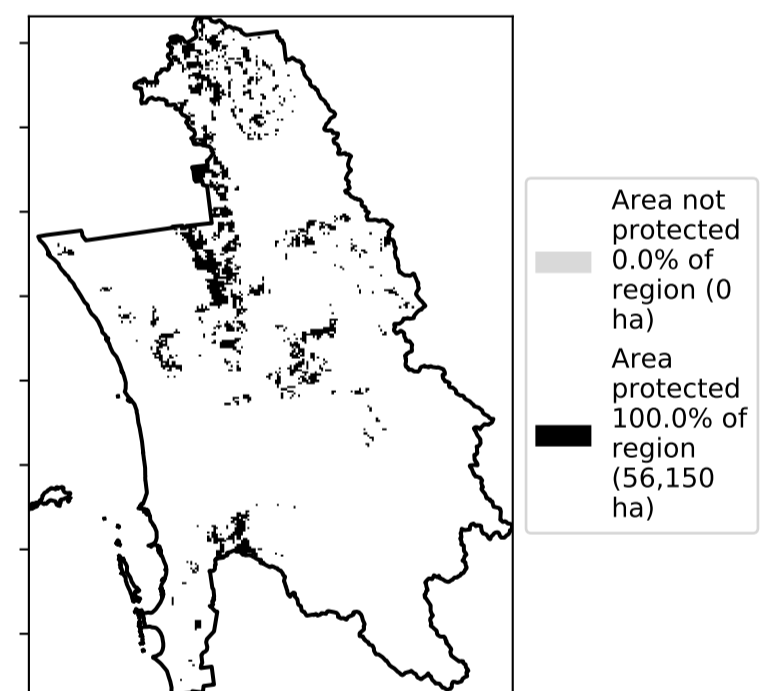 Area not
protected
0.0% of
region (0
ha)
Area
protected
100.0% of
region
(56,150
ha)